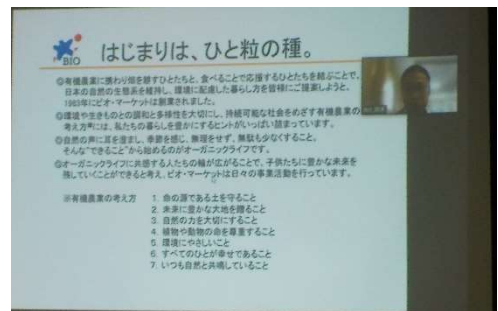 BIO
はじまりは、ひと粒の種。
◎有機農業に携わり畑を耕すひとたちと、食べることで応援するひとたちを結ぶことで、
日本の自然の生態系を維持し、環境に配慮した暮らし方を皆様にご提案しようと、
1983年にビオ・マーケットは創業されました。
◎環境や生きものとの調和と多様性を大切にし、持続可能な社会をめざす有機農業の
考え方※には、私たちの暮らしを豊かにするヒントがいっぱい詰まっています。
◎自然の声に耳を澄まし、季節を感じ、無理をせず、無駄も少なくすること。
そんな"できること"から始めるのがオーガニックライフです。
◎オーガニックライフに共感する人たちの輪が広がることで、子供たちに豊かな未来を
残していくことができると考え、ビオ・マーケットは日々の事業活動を行っています。
※有機農業の考え方
1. 命の源である土を守ること
2. 未来に豊かな大地を贈ること
3. 自然の力を大切にすること
4. 植物や動物の命を尊重すること
5. 環境にやさしいこと
6. すべてのひとが幸せであること
7. いつも自然と共鳴していること